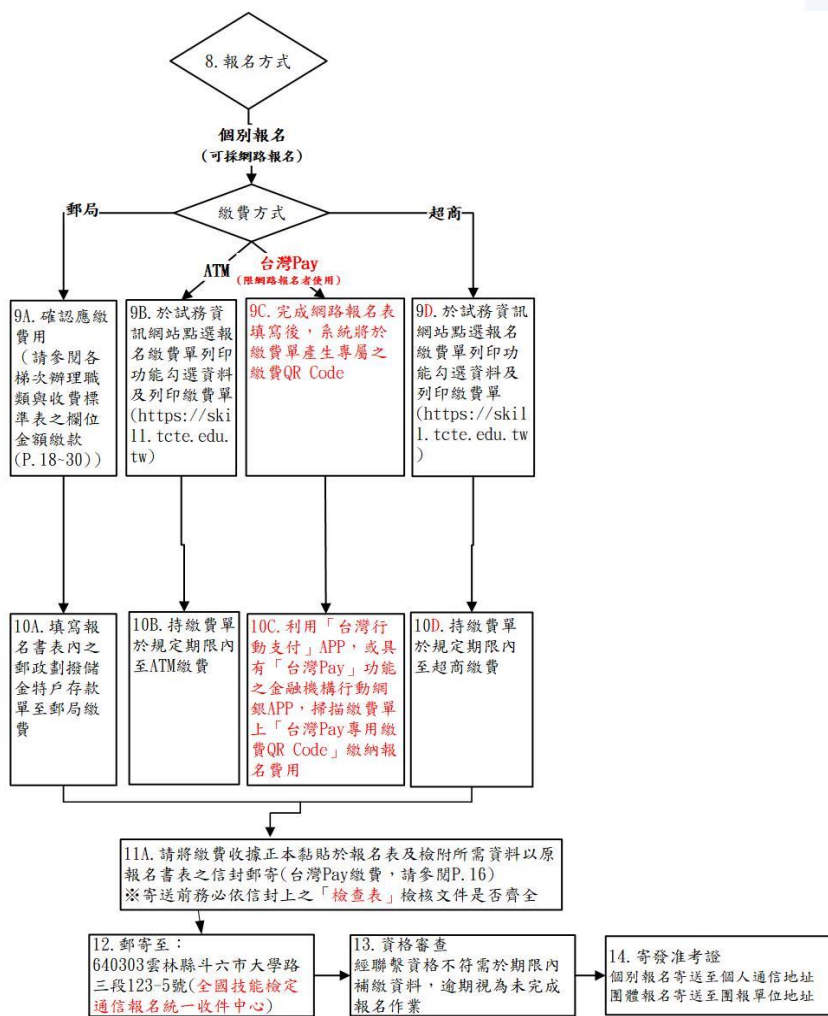 8.報名方式
個別報名
(可採網路報名)
郵局
繳費方式
超商
ATM
台灣Pay
(限網路報名者使用)
9A.確認應繳
費用
（請參閱各
梯次辦理職
類與收費標
準表之欄位
金額繳款
(P.18~30))
9B.於試務資
訊網站點選報
名繳費單列印
功能勾選資料
及列印繳費單
(https://ski
ll.tcte.edu.
tw)
9C.完成網路報名表
填寫後，系統將於
繳費單產生專屬之
繳費QR Code
9D.於試務資訊
網站點選報名
繳費單列印功
能勾選資料及
列印繳費單
(https://skil
l.tcte.edu.tw
)
10A.填寫報
名書表內之
郵政劃撥儲
金特戶存款
單至郵局繳
費
10B.持繳費單
於規定期限內
至ATM繳費
10C.利用「台灣行
動支付」APP，或具
有「台灣Pay」功能
之金融機構行動網
銀APP，掃描繳費單
上「台灣Pay專用繳
費QR Code」繳納報
名費用
10D.持繳費單
於規定期限內
至超商繳費
11A.請將繳費收據正本黏貼於報名表及檢附所需資料以原
報名書表之信封郵寄(台灣Pay繳費，請參閱P.16)
※寄送前務必依信封上之「檢查表」檢核文件是否齊全
12.郵寄至：
640303雲林縣斗六市大學路
三段123-5號(全國技能檢定
通信報名統一收件中心)
13.資格審查
經聯繫資格不符需於期限內
補繳資料，逾期視為未完成
報名作業
14.寄發准考證
個別報名寄送至個人通信地址
團體報名寄送至團報單位地址